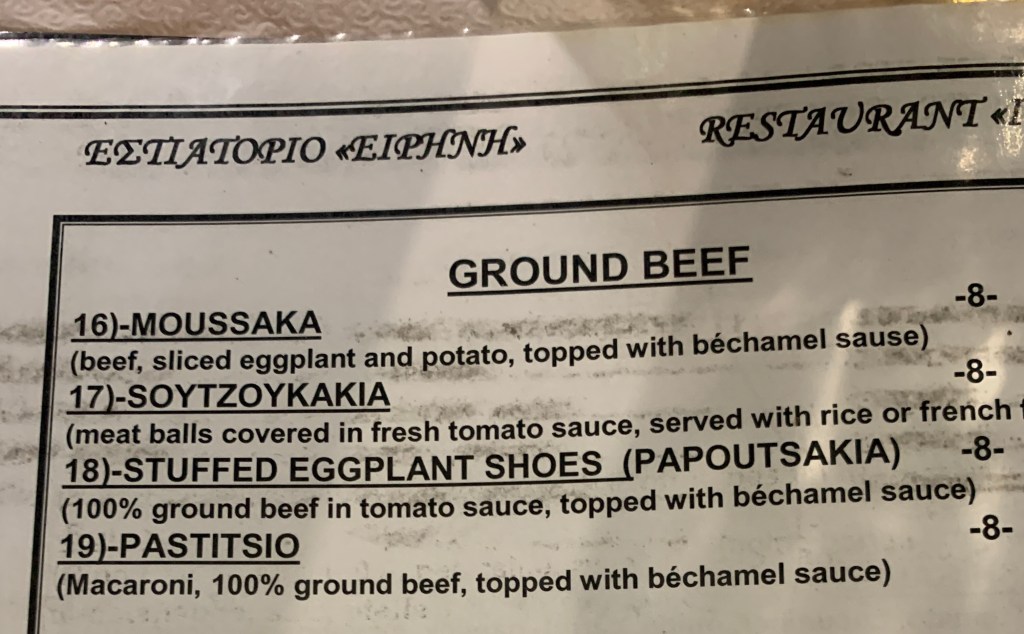 ΕΣΤΙΑΤΟΡΙΟ «ΕΙΡΗΝΗ»
RESTAURANT «
GROUND BEEF
16)-MOUSSAKA -8-
(beef, sliced eggplant and potato, topped with béchamel sause)
17)-SOYTZOYKAKIA -8-
(meat balls covered in fresh tomato sauce, served with rice or french
18)-STUFFED EGGPLANT SHOES (PAPOUTSAKIA) -8-
(100% ground beef in tomato sauce, topped with béchamel sauce)
19)-PASTITSIO -8-
(Macaroni, 100% ground beef, topped with béchamel sauce)